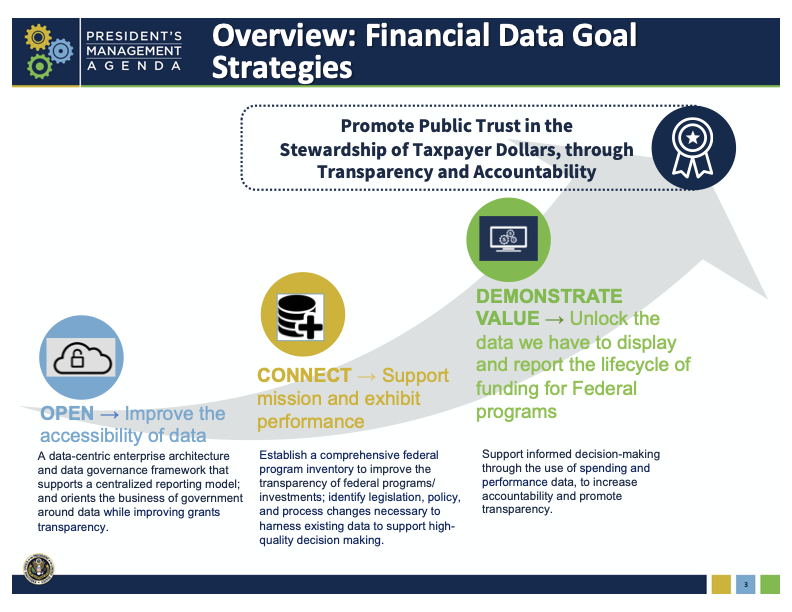 PRESIDENT'S
MANAGEMENT
AGENDA
Overview: Financial Data Goal
Strategies
Promote Public Trust in the
Stewardship of Taxpayer Dollars, through
Transparency and Accountability
OPEN → Improve the
accessibility of data
A data-centric enterprise architecture
and data governance framework that
supports a centralized reporting model;
and orients the business of government
around data while improving grants
transparency.
CONNECT → Support
mission and exhibit
performance
Establish a comprehensive federal
program inventory to improve the
transparency of federal programs/
investments; identify legislation, policy,
and process changes necessary to
harness existing data to support high-
quality decision making.
DEMONSTRATE
VALUE → Unlock the
data we have to display
and report the lifecycle of
funding for Federal
programs
Support informed decision-making
through the use of spending and
performance data, to increase
accountability and promote
transparency.
3